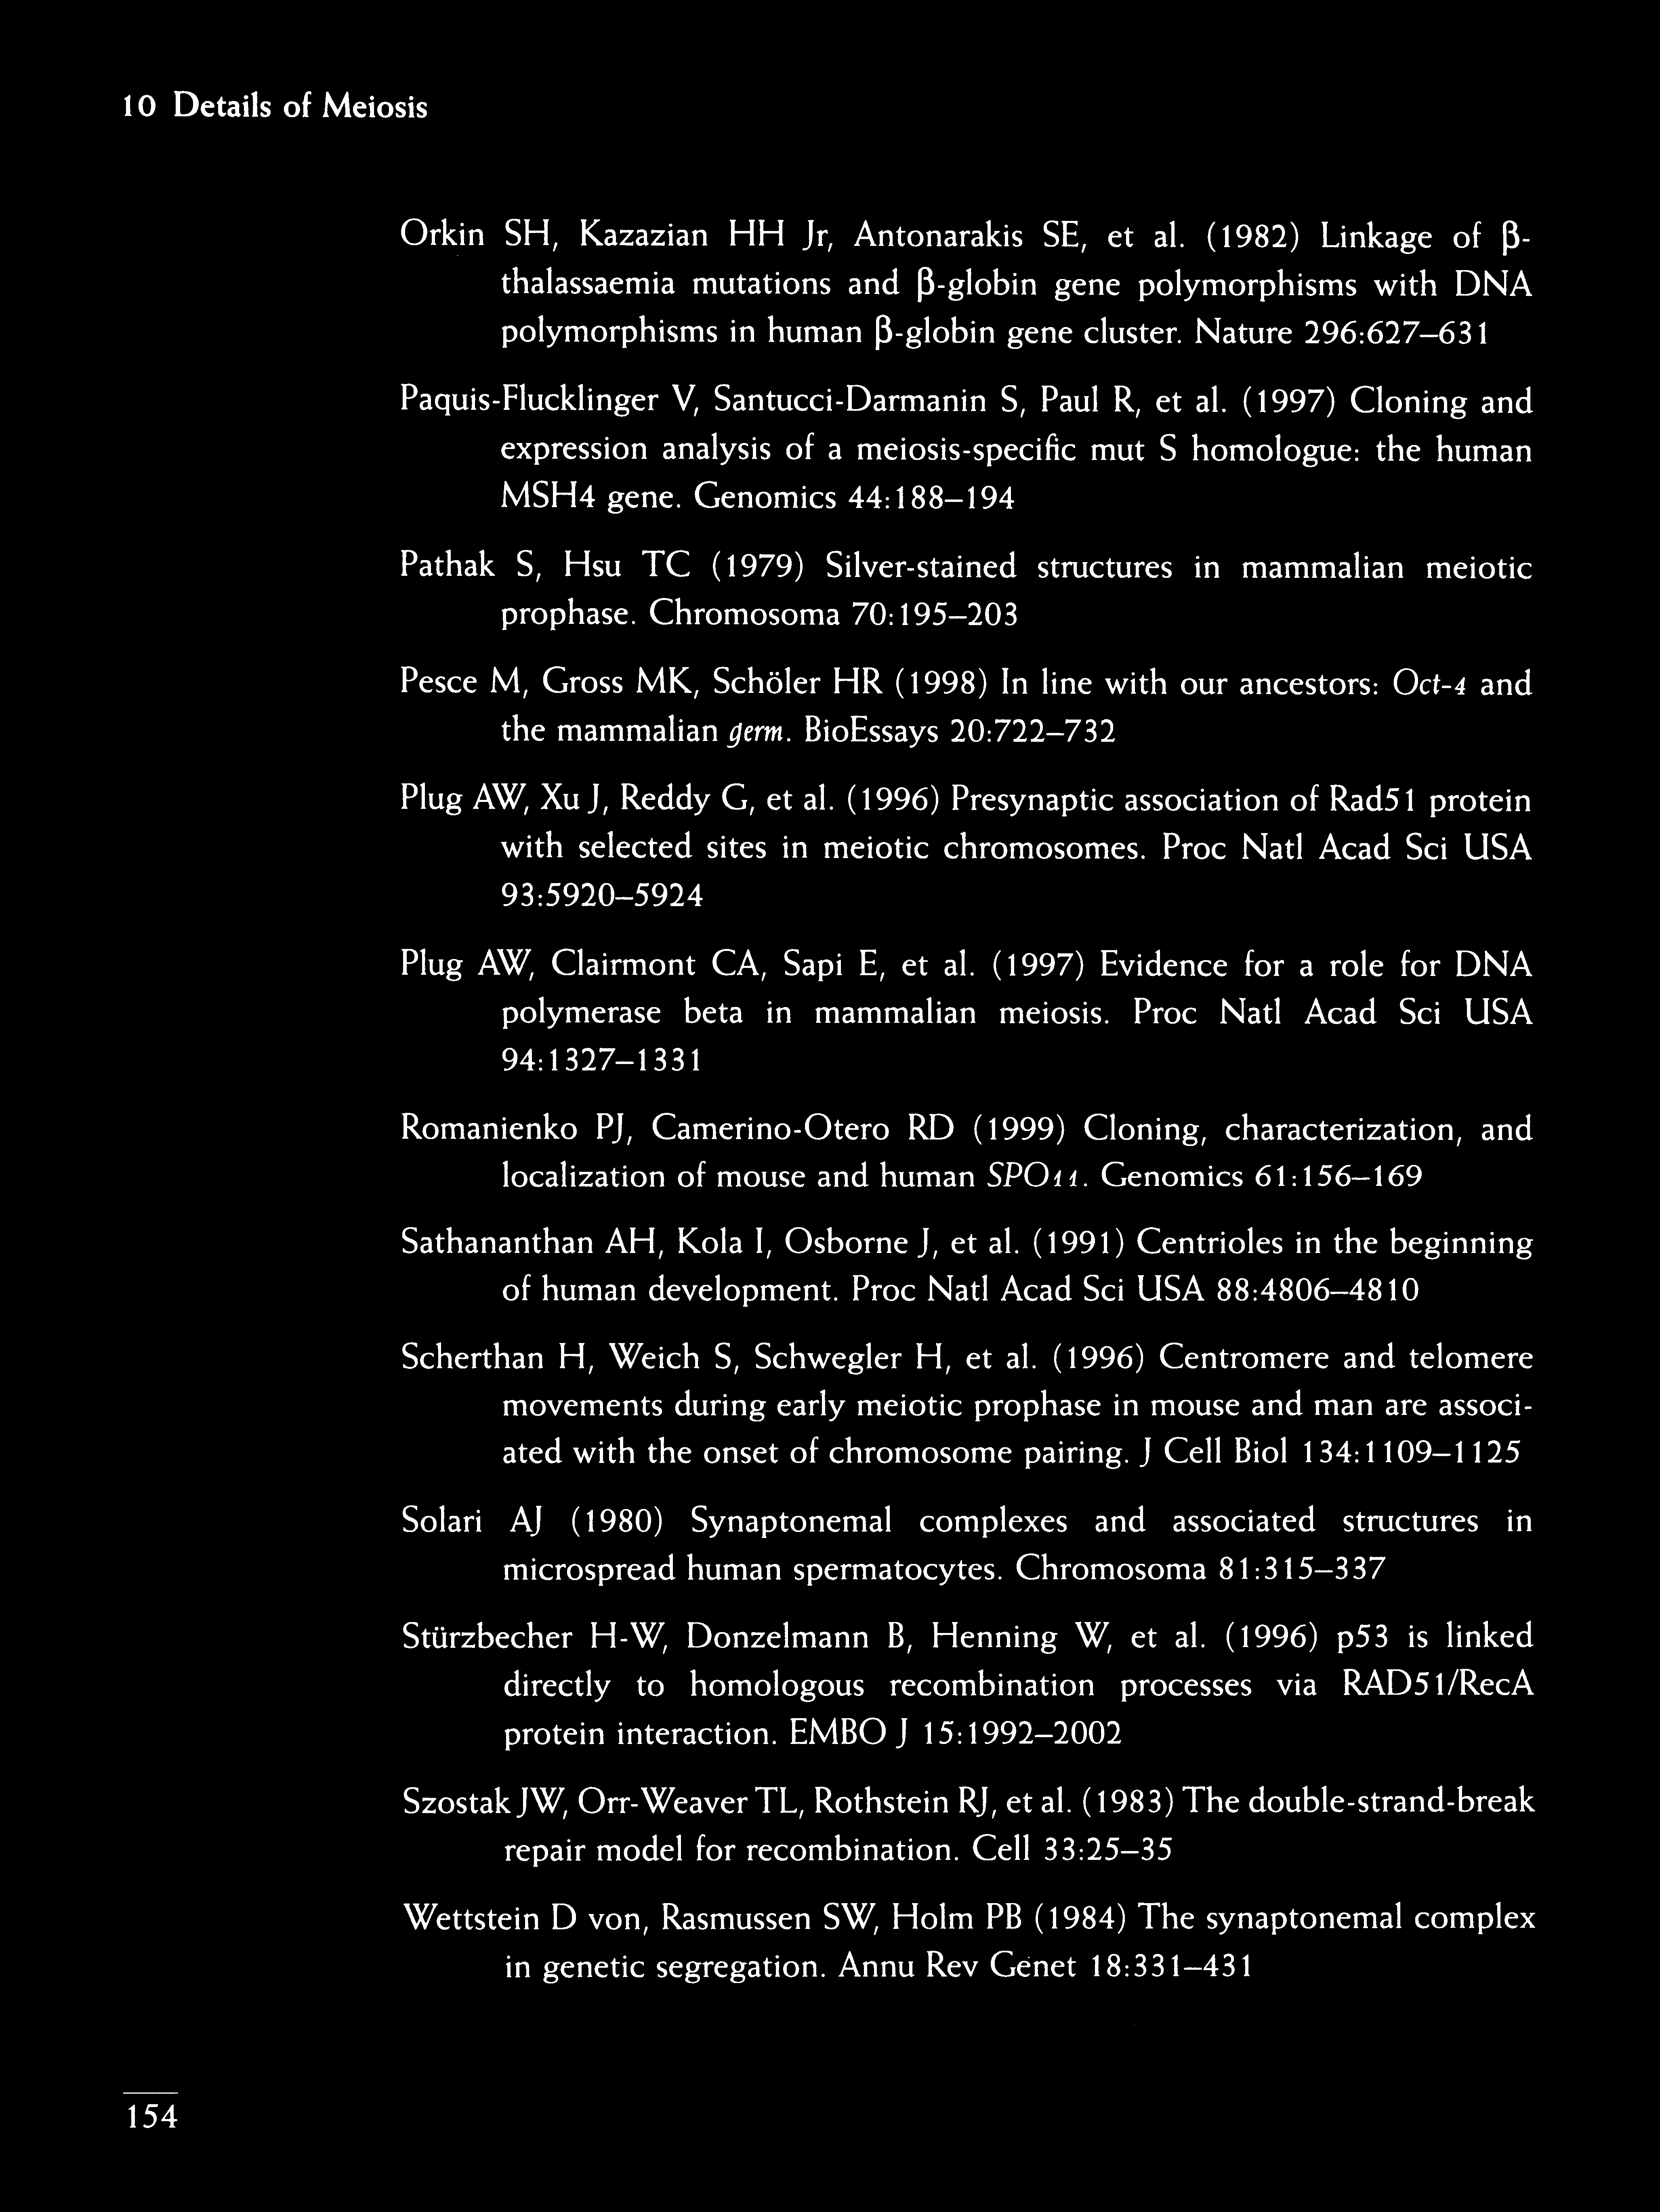 10 Details of Meiosis
Orkin SH, Kazazian HH Jr, Antonarakis SE, et al. (1982) Linkage of β-
thalassaemia mutations and β-globin gene polymorphisms with DNA
polymorphisms in human β-globin gene cluster. Nature 296:627–631
Paquis-Flucklinger V, Santucci-Darmanin S, Paul R, et al. (1997) Cloning and
expression analysis of a meiosis-specific mut S homologue: the human
MSH4 gene. Genomics 44:188–194
Pathak S, Hsu TC (1979) Silver-stained structures in mammalian meiotic
prophase. Chromosoma 70:195–203
Pesce M, Gross MK, Schöler HR (1998) In line with our ancestors: Oct-4 and
the mammalian germ. BioEssays 20:722–732
Plug AW, Xu J, Reddy G, et al. (1996) Presynaptic association of Rad51 protein
with selected sites in meiotic chromosomes. Proc Natl Acad Sci USA
93:5920–5924
Plug AW, Clairmont CA, Sapi E, et al. (1997) Evidence for a role for DNA
polymerase beta in mammalian meiosis. Proc Natl Acad Sci USA
94:1327–1331
Romanienko PJ, Camerino-Otero RD (1999) Cloning, characterization, and
localization of mouse and human SPO11. Genomics 61:156–169
Sathananthan AH, Kola I, Osborne J, et al. (1991) Centrioles in the beginning
of human development. Proc Natl Acad Sci USA 88:4806–4810
Scherthan H, Weich S, Schwegler H, et al. (1996) Centromere and telomere
movements during early meiotic prophase in mouse and man are associ-
ated with the onset of chromosome pairing. J Cell Biol 134:1109–1125
Solari AJ (1980) Synaptonemal complexes and associated structures in
microspread human spermatocytes. Chromosoma 81:315–337
Stürzbecher H-W, Donzelmann B, Henning W, et al. (1996) p53 is linked
directly to homologous recombination processes via RAD51/RecA
protein interaction. EMBO J 15:1992–2002
Szostak JW, Orr-Weaver TL, Rothstein RJ, et al. (1983) The double-strand-break
repair model for recombination. Cell 33:25–35
Wettstein D von, Rasmussen SW, Holm PB (1984) The synaptonemal complex
in genetic segregation. Annu Rev Genet 18:331–431
154